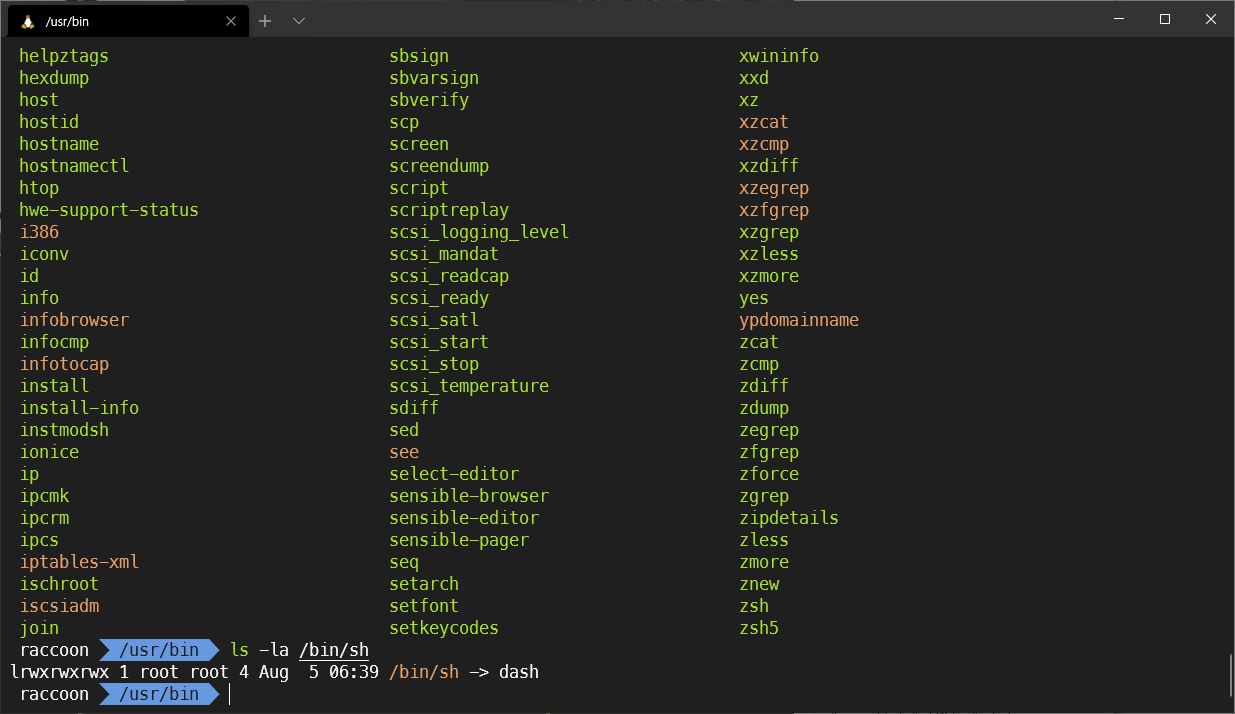 /usr/bin
helpztags sbsign xwininfo
hexdump sbvarsign xxd
host sbverify xz
hostid scp xzcat
hostname screen xzcmp
hostnamectl screendump xzdiff
htop script xzegrep
hwe-support-status scriptreplay xzfgrep
i386 scsi_logging_level xzgrep
iconv scsi_mandat xzless
id scsi_readcap xzmore
info scsi_ready yes
infobrowser scsi_satl ypdomainname
infocmp scsi_start zcat
infotocap scsi_stop zcmp
install scsi_temperature zdiff
install-info sdiff zdump
instmodsh sed zegrep
ionice see zfgrep
ip select-editor zforce
ipcmk sensible-browser zgrep
ipcrm sensible-editor zipdetails
ipcs sensible-pager zless
iptables-xml seq zmore
ischroot setarch znew
iscsiadm setfont zsh
join setkeycodes zsh5
raccoon /usr/bin ls -la /bin/sh
lrwxrwxrwx 1 root root 4 Aug  5 06:39 /bin/sh -> dash
raccoon /usr/bin